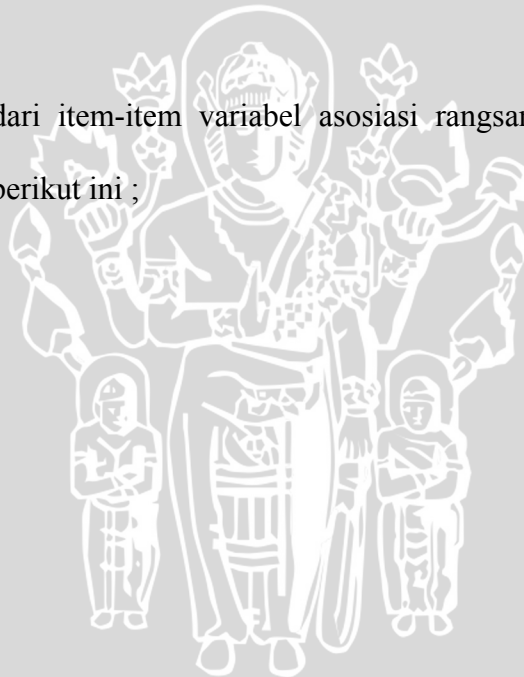 dari item-item variabel asosiasi rangsan
berikut ini ;